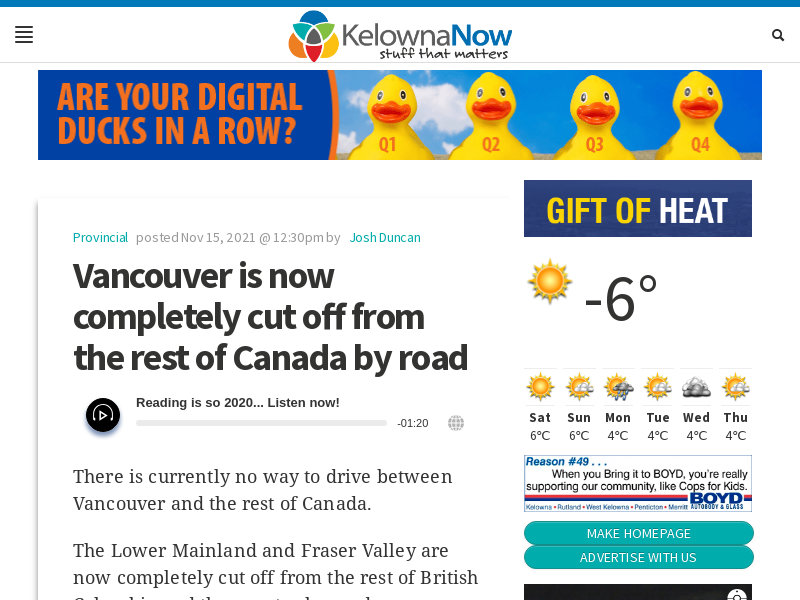 KelownaNow
stuff that matters
ARE YOUR DIGITAL
DUCKS IN A ROW?
Q1 Q2 Q3 Q4
GIFT OF HEAT
Provincial posted Nov 15, 2021 @ 12:30pm by Josh Duncan
Vancouver is now
completely cut off from
the rest of Canada by road
Reading is so 2020... Listen now!
-01:20
There is currently no way to drive between
Vancouver and the rest of Canada.
The Lower Mainland and Fraser Valley are
now completely cut off from the rest of British
-6°
Sat Sun Mon Tue Wed Thu
6℃ 6℃ 4℃ 4℃ 4℃ 4℃
Reason #49 . . .
When you Bring it to BOYD, you're really
supporting our community, like Cops for Kids.
BOYD
AUTOBODY & GLASS
Kelowna • Rutland • West Kelowna • Penticton • Merritt
MAKE HOMEPAGE
ADVERTISE WITH US